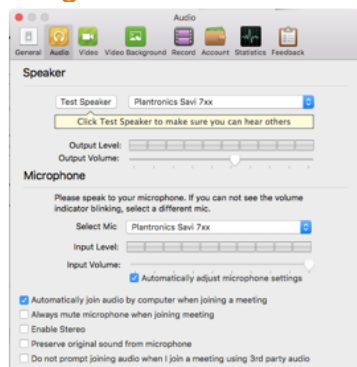 Audio
General Audio Video Video Background Record Account Statistics Feedback
Speaker
Test Speaker Plantronics Savi 7xx
Click Test Speaker to make sure you can hear others
Output Level:
Output Volume:
Microphone
Please speak to your microphone. If you can not see the volume
indicator blinking, select a different mic.
Select Mic Plantronics Savi 7xx
Input Level:
Input Volume:
Automatically adjust microphone settings
Automatically join audio by computer when joining a meeting
Always mute microphone when joining meeting
Enable Stereo
Preserve original sound from microphone
Do not prompt joining audio when I join a meeting using 3rd party audio